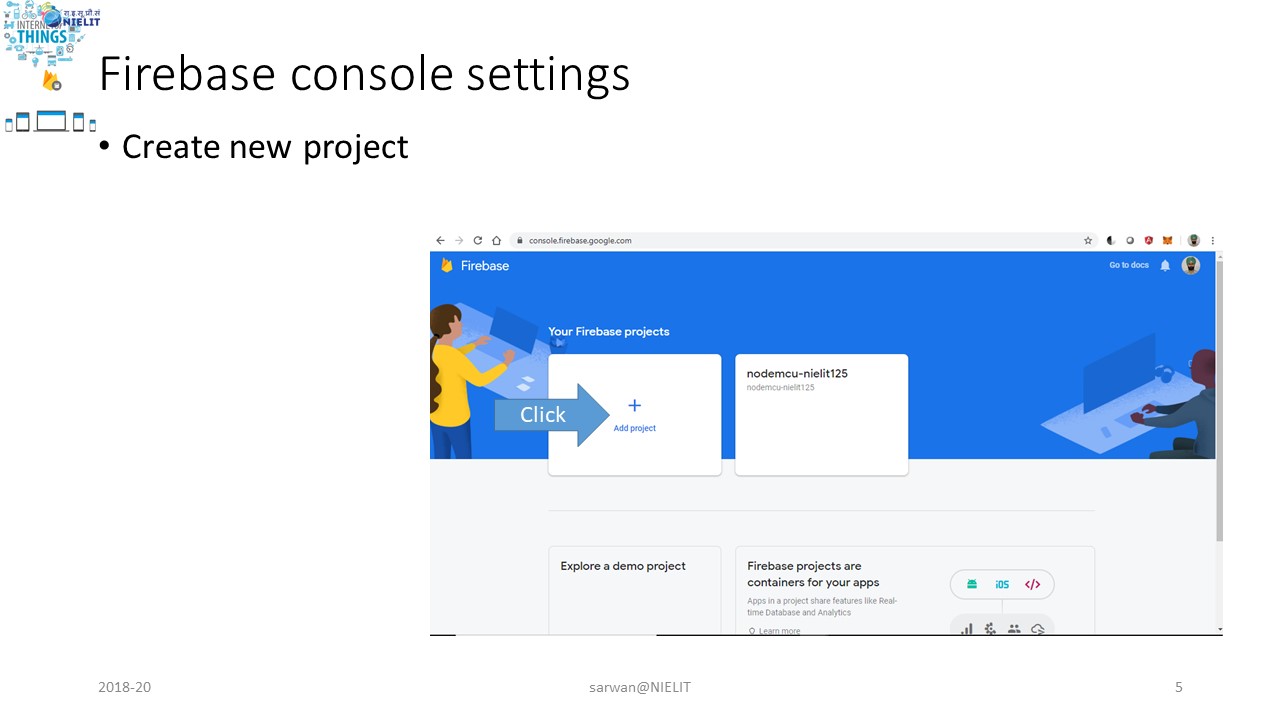 रा.इ.सू.प्रौ.सं
NIELIT
INTERNET OF
THINGS
Firebase console settings
• Create new project
console.firebase.google.com
Firebase
Go to docs
Your Firebase projects
nodemcu-nielit125
nodemcu-nielit125
Click
Add project
Explore a demo project
Firebase projects are
containers for your apps
iOS
</>
Apps in a project share features like Real-
time Database and Analytics
Learn more
2018-20
sarwan@NIELIT
5